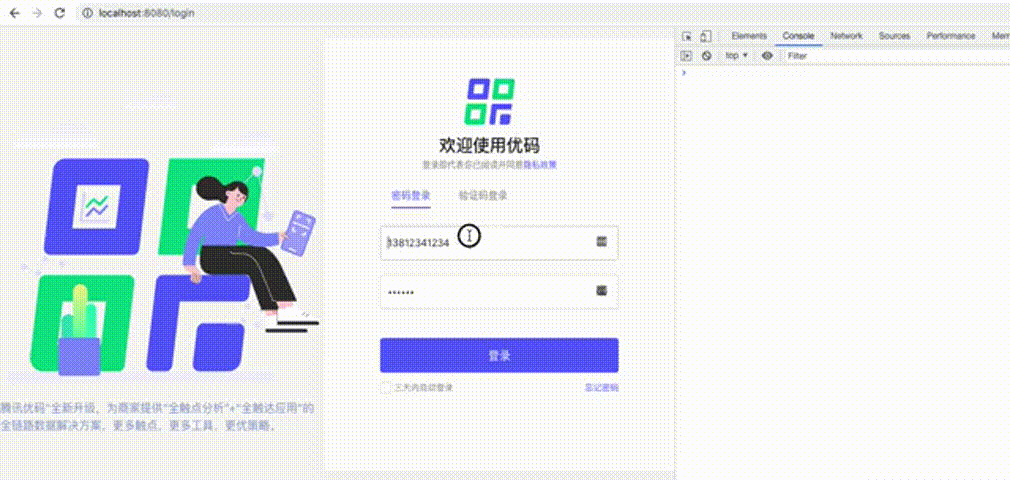 localhost:8080/login
Elements Console Network Sources Performance Mem
top Filter
欢迎使用优码
登录即代表你已阅读并同意隐私政策
密码登录 验证码登录
13812341234
••••••
登录
三天内自动登录 忘记密码
腾讯优码“全新升级，为商家提供“全触点分析”+“全触达应用”的
全链路数据解决方案，更多触点，更多工具，更优策略。